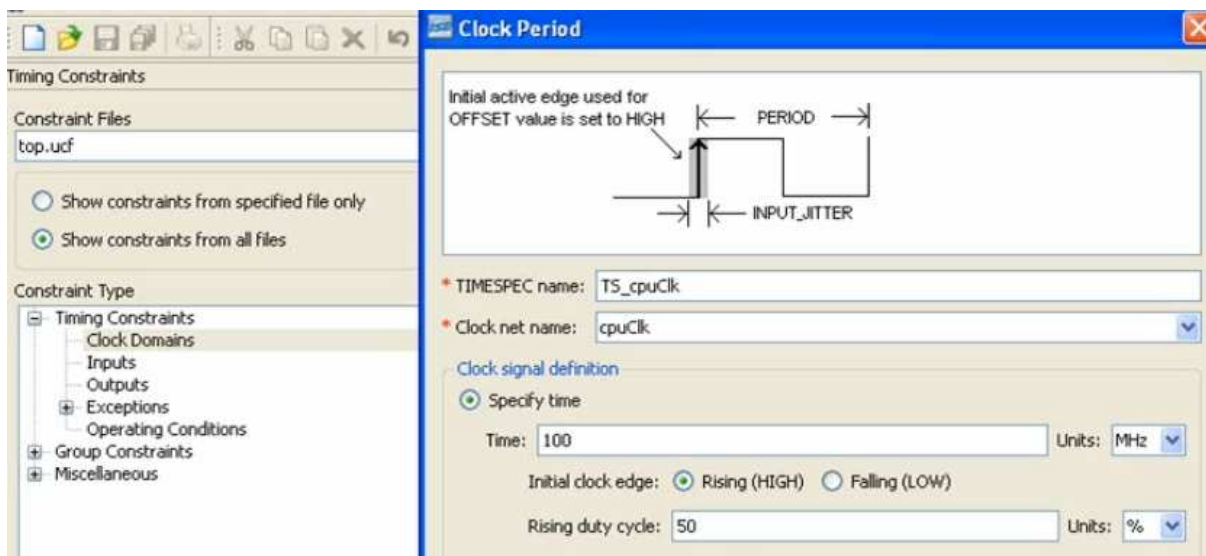 Clock Period
Timing Constraints
Constraint Files
top.ucf
Show constraints from specified file only
Show constraints from all files
Constraint Type
Timing Constraints
Clock Domains
Inputs
Outputs
Exceptions
Operating Conditions
Group Constraints
Miscellaneous
Initial active edge used for
OFFSET value is set to HIGH
PERIOD
INPUT_JITTER
* TIMESPEC name: TS_cpuClk
* Clock net name: cpuClk
Clock signal definition
Specify time
Time: 100 Units: MHz
Initial clock edge: Rising (HIGH) Falling (LOW)
Rising duty cycle: 50 Units: %